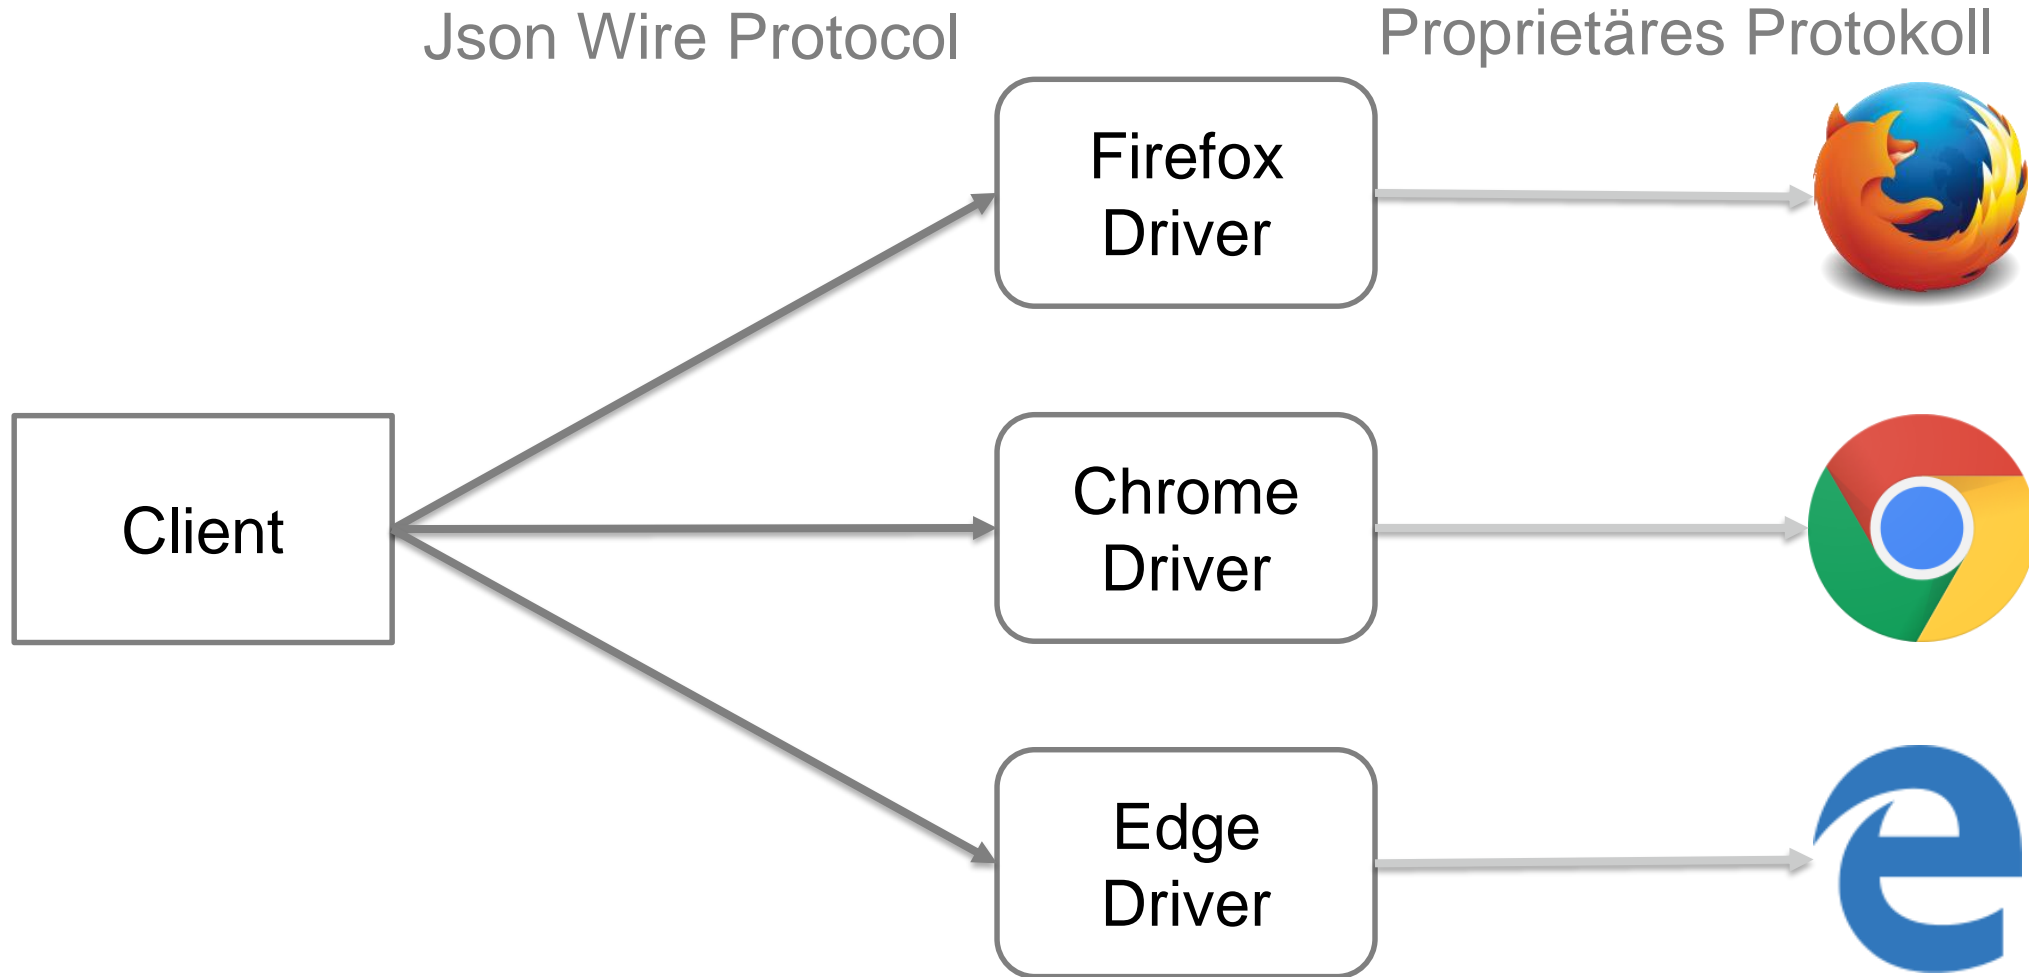 Json Wire Protocol
Proprietäres Protokoll
Firefox
Driver
Client
Chrome
Driver
Edge
Driver